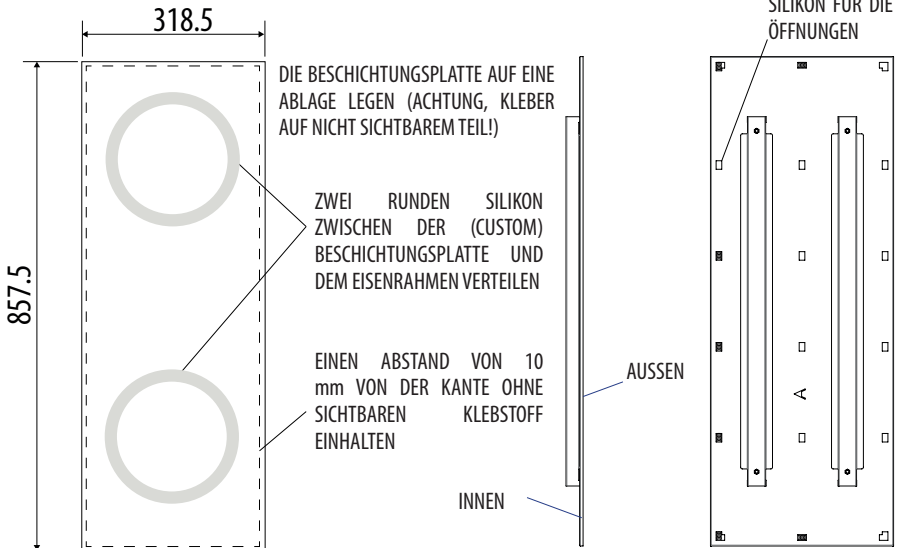 318.5
857.5
DIE BESCHICHTUNGSPLATTE AUF EINE
ABLAGE LEGEN (ACHTUNG, KLEBER
AUF NICHT SICHTBAREM TEIL!)
ZWEI RUNDEN SILIKON
ZWISCHEN DER (CUSTOM)
BESCHICHTUNGSPLATTE UND
DEM EISENRAHMEN VERTEILEN
EINEN ABSTAND VON 10
mm VON DER KANTE OHNE
SICHTBAREN KLEBSTOFF
EINHALTEN
AUSSEN
INNEN
SILIKON FÜR DIE
ÖFFNUNGEN
A